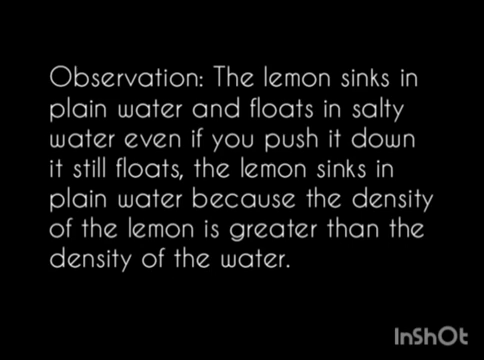 Observation: The lemon sinks in
plain water and floats in salty
water even if you push it down
it still floats, the lemon sinks in
plain water because the density
of the lemon is greater than the
density of the water.
InShOt